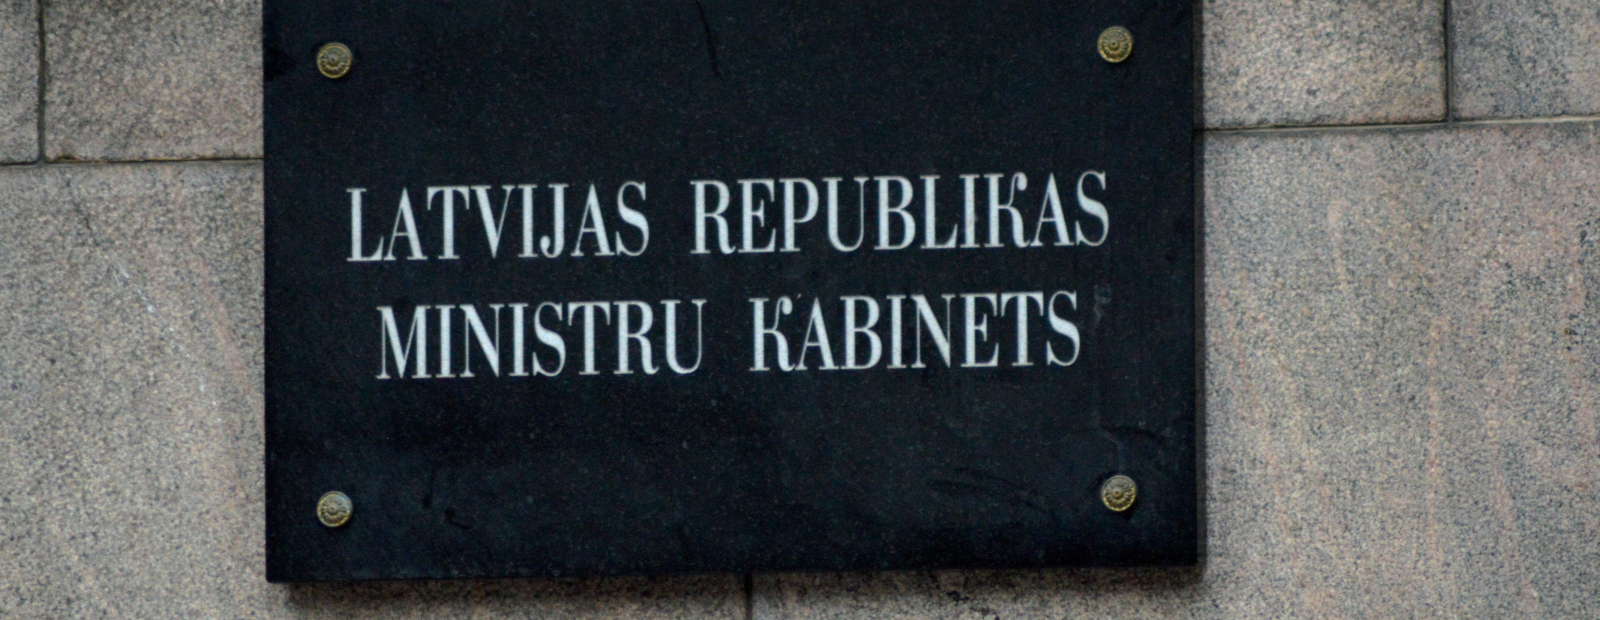 LATVIJAS REPUBLIKAS
MINISTRU KABINETS